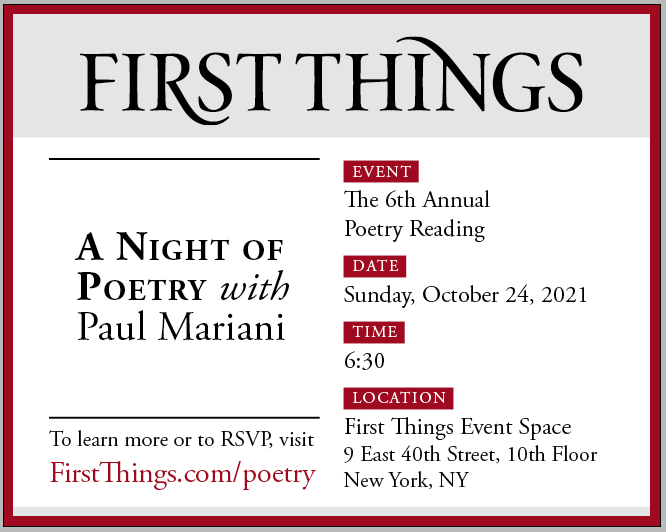 FIRST THINGS
A NIGHT OF
POETRY with
Paul Mariani
To learn more or to RSVP, visit
FirstThings.com/poetry
EVENT
The 6th Annual
Poetry Reading
DATE
Sunday, October 24, 2021
TIME
6:30
LOCATION
First Things Event Space
9 East 40th Street, 10th Floor
New York, NY